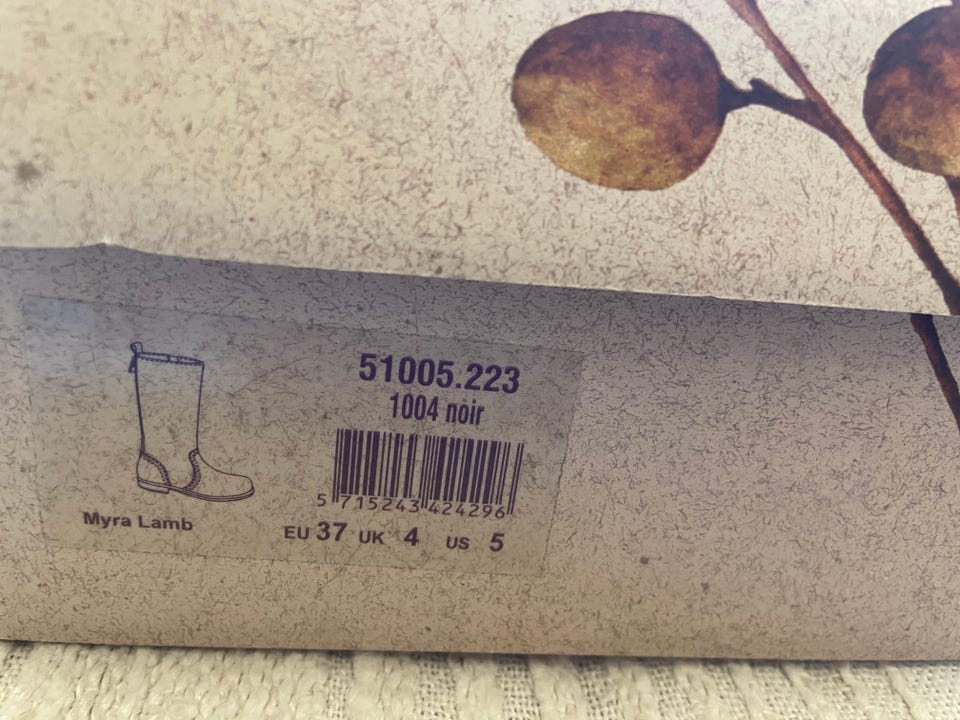 51005.223
1004 noir
5 715243 424296
Myra Lamb
EU 37 UK 4 US 5